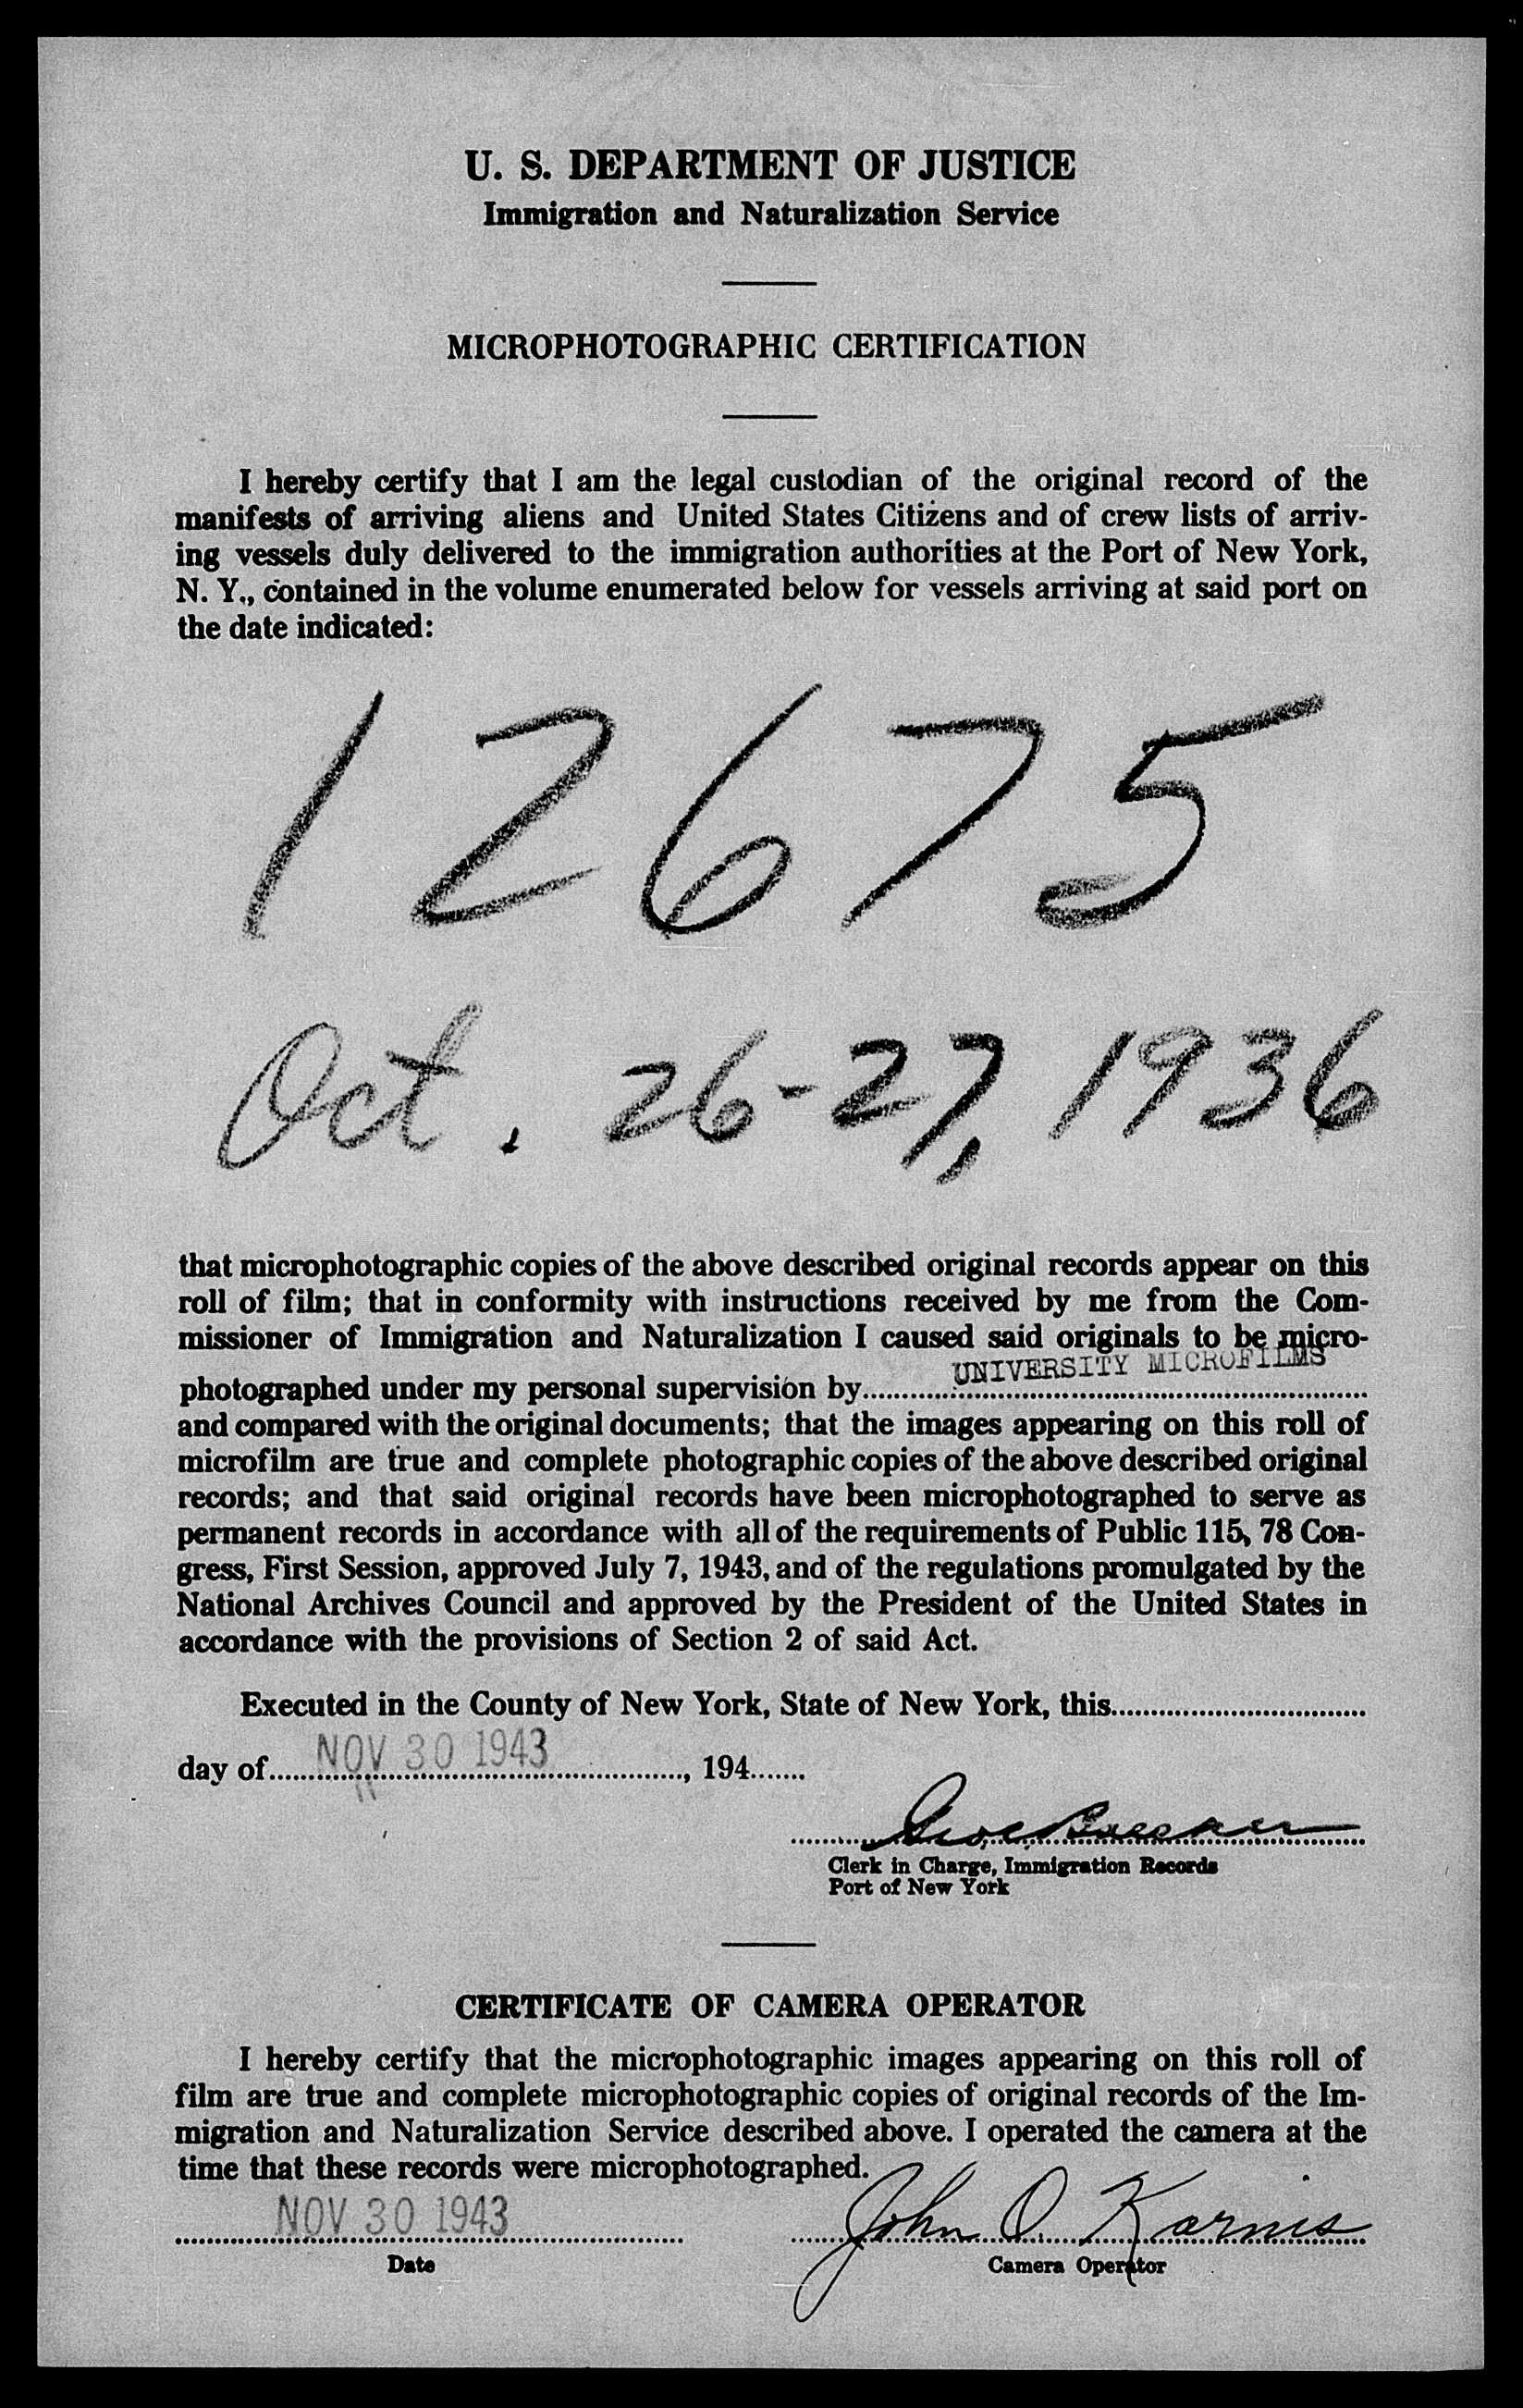 U. S. DEPARTMENT OF JUSTICE
Immigration and Naturalization Service
MICROPHOTOGRAPHIC CERTIFICATION
I hereby certify that I am the legal custodian of the original record of the
manifests of arriving aliens and United States Citizens and of crew lists of arriv-
ing vessels duly delivered to the immigration authorities at the Port of New York,
N. Y., contained in the volume enumerated below for vessels arriving at said port on
the date indicated:
12675
Oct. 26-27, 1936
that microphotographic copies of the above described original records appear on this
roll of film; that in conformity with instructions received by me from the Com-
missioner of Immigration and Naturalization I caused said originals to be micro-
UNIVERSITY MICROFILMS
photographed under my personal supervision by
and compared with the original documents; that the images appearing on this roll of
microfilm are true and complete photographic copies of the above described original
records; and that said original records have been microphotographed to serve as
permanent records in accordance with all of the requirements of Public 115, 78 Con-
gress, First Session, approved July 7, 1943, and of the regulations promulgated by the
National Archives Council and approved by the President of the United States in
accordance with the provisions of Section 2 of said Act.
Executed in the County of New York, State of New York, this
day of NOV 30 1943, 194
Clerk in Charge, Immigration Records
Port of New York
CERTIFICATE OF CAMERA OPERATOR
I hereby certify that the microphotographic images appearing on this roll of
film are true and complete microphotographic copies of original records of the Im-
migration and Naturalization Service described above. I operated the camera at the
time that these records were microphotographed.
NOV 30 1943 John O. Karnis
Date Camera Operator